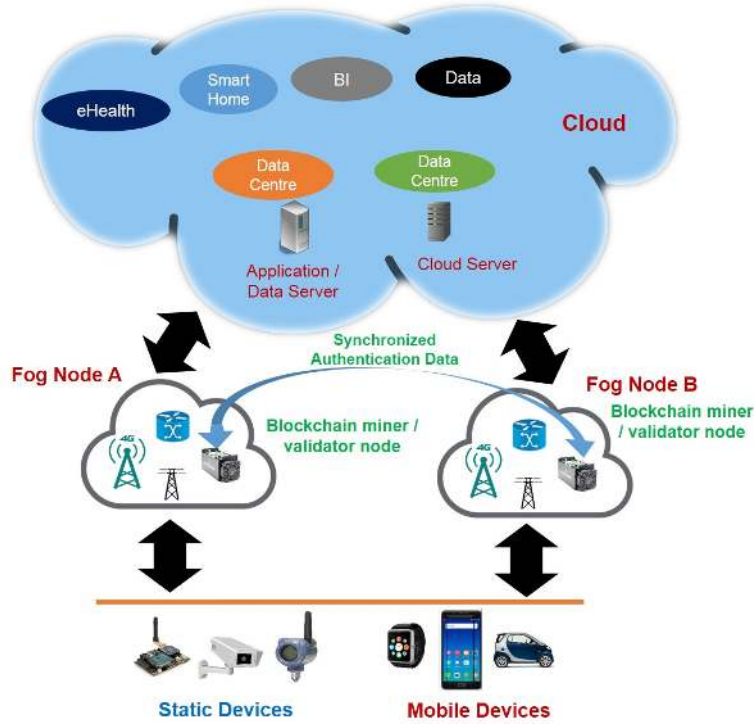 Smart
Home
BI
Data
eHealth
Cloud
Data
Centre
Data
Centre
Application /
Data Server
Cloud Server
Synchronized
Authentication Data
Fog Node A
Fog Node B
Blockchain miner /
validator node
Blockchain miner
/ validator node
4G
4G
Static Devices
Mobile Devices